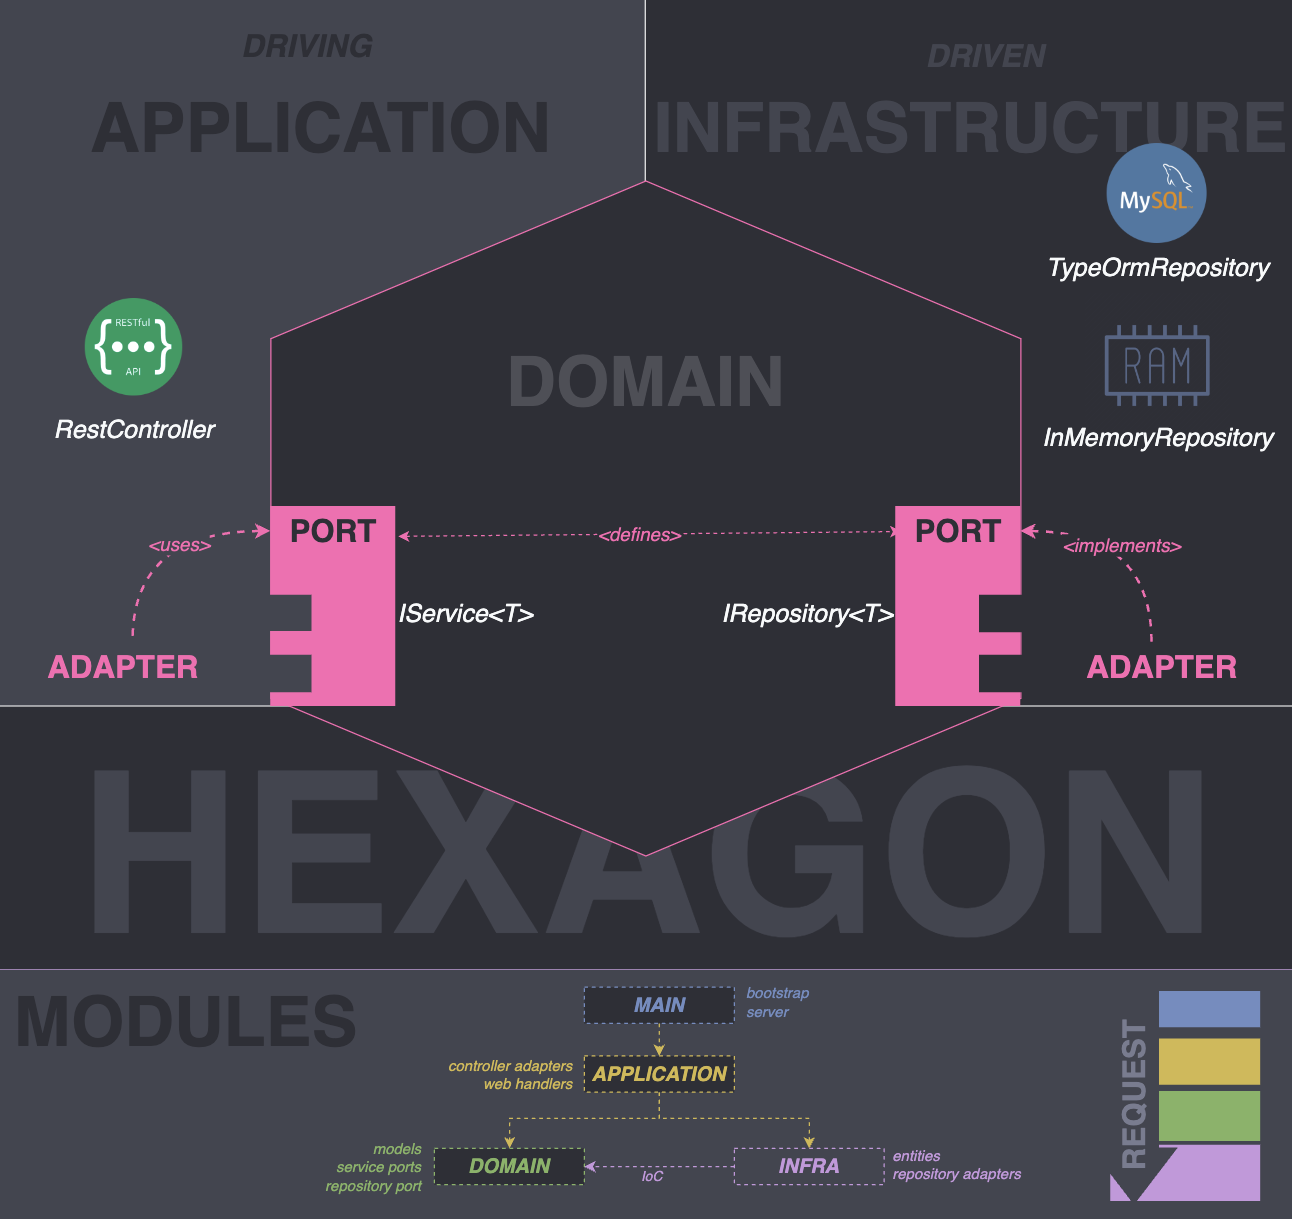 DRIVING
APPLICATION
DRIVEN
INFRASTRUCTURE
MySQL
TypeOrmRepository
RESTful
{•••}
API
RestController
DOMAIN
RAM
InMemoryRepository
PORT
<uses>
IService<T>
ADAPTER
<defines>
PORT
<implements>
IRepository<T>
ADAPTER
HEXAGON
MODULES
MAIN
bootstrap
server
controller adapters
web handlers
APPLICATION
models
service ports
repository port
DOMAIN
IoC
INFRA
entities
repository adapters
REQUEST